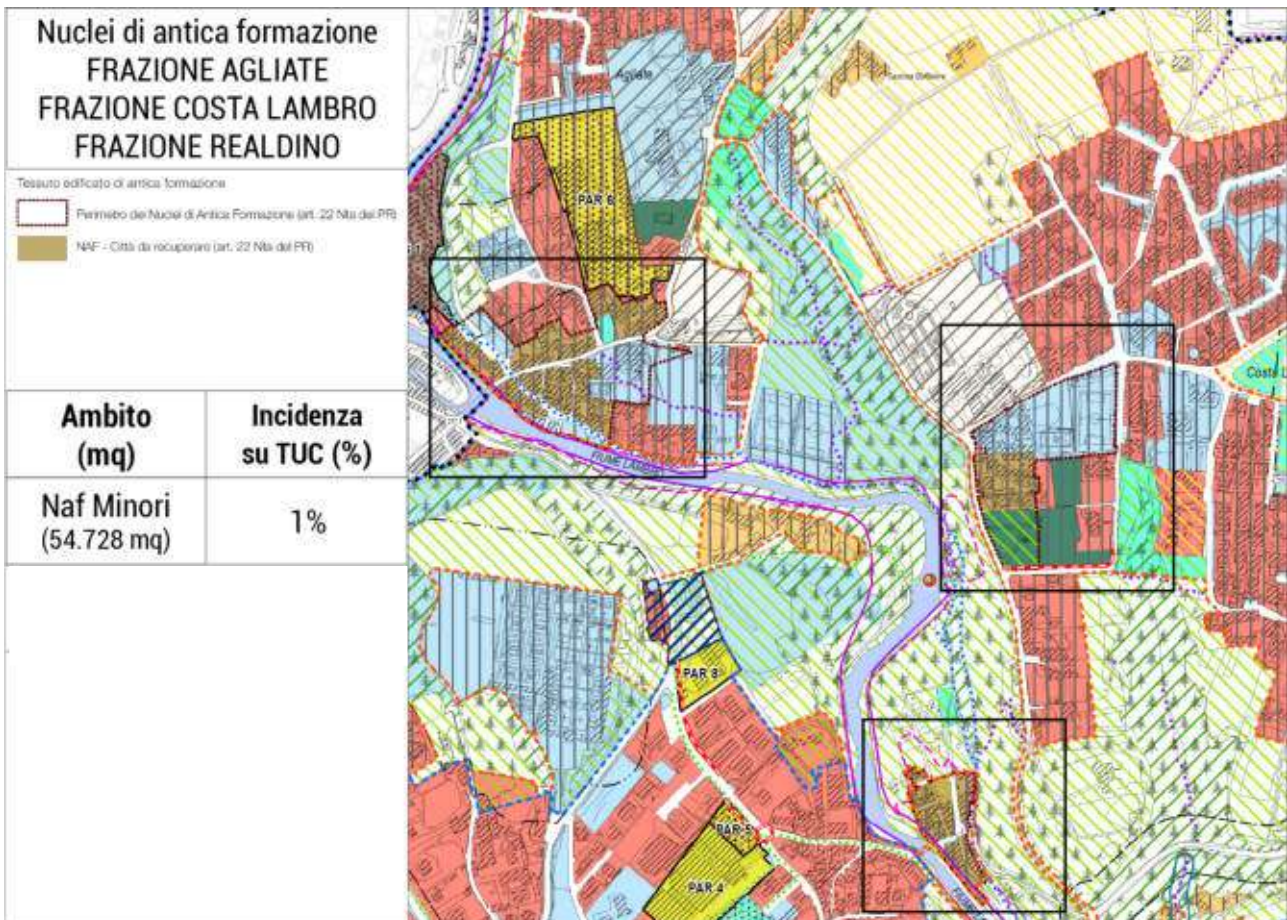 Nuclei di antica formazione
FRAZIONE AGLIATE
FRAZIONE COSTA LAMBRO
FRAZIONE REALDINO
Tessuto edificato di antica formazione
Perimetro dei Nuclei di Antica Formazione (art. 22 Nta del PR)
NAF - Città da recuperare (art. 22 Nta del PR)
Ambito
(mq)
Incidenza
su TUC (%)
Naf Minori
(54.728 mq)
1%
Agliate
PAR 6
Costa L
FIUME LAMBRO
PAR 8
PAR 5
PAR 4